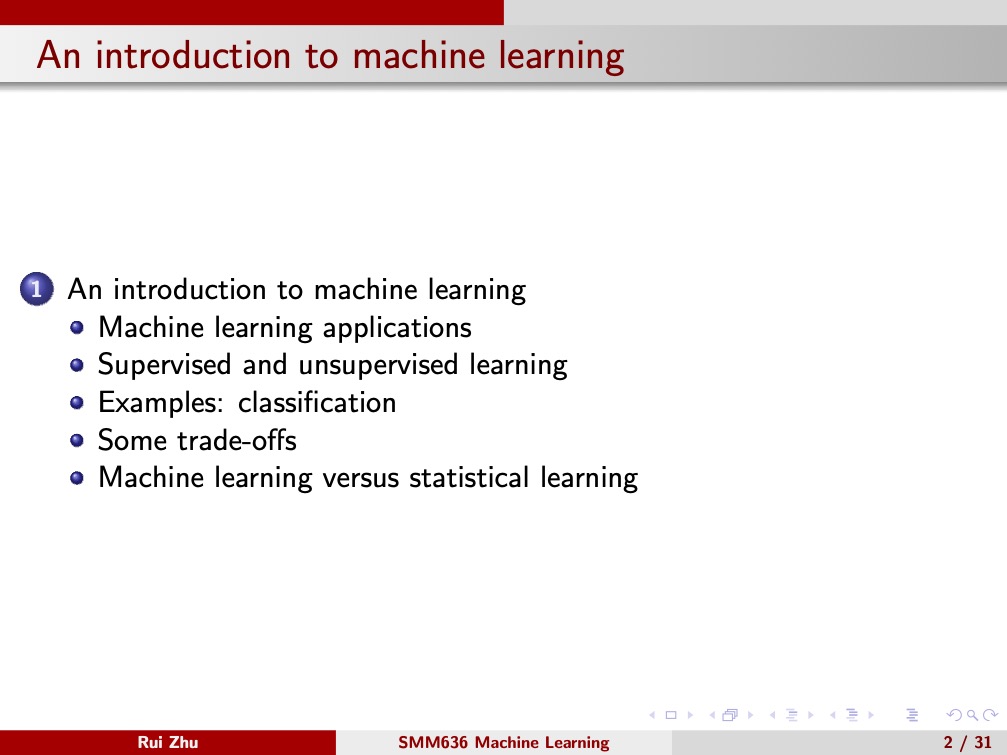 An introduction to machine learning
1 An introduction to machine learning
Machine learning applications
Supervised and unsupervised learning
Examples: classification
Some trade-offs
Machine learning versus statistical learning
Rui Zhu
SMM636 Machine Learning
2 / 31